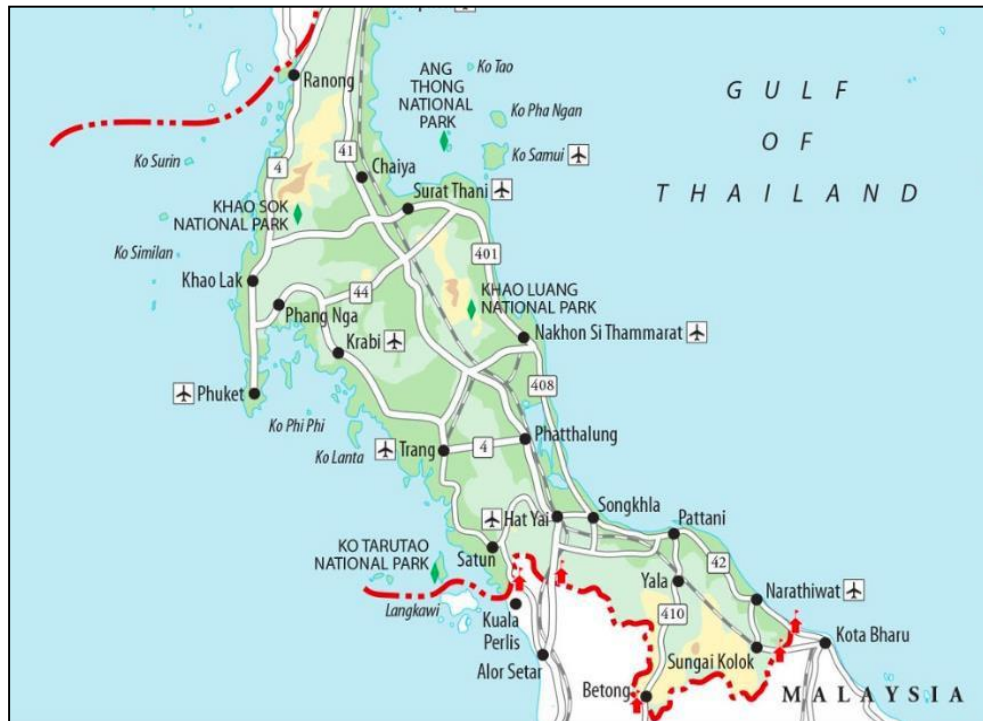 Ranong
ANG
THONG
NATIONAL
PARK
Ko Tao
Ko Pha Ngan
Ko Samui
GULF
OF
THAILAND
Ko Surin
4
41
Chaiya
Surat Thani
KHAO SOK
NATIONAL PARK
Ko Similan
401
Khao Lak
44
KHAO LUANG
NATIONAL PARK
Phang Nga
Krabi
Nakhon Si Thammarat
Phuket
408
Ko Phi Phi
Ko Lanta
Trang
4
Phatthalung
Hat Yai
Songkhla
Pattani
KO TARUTAO
NATIONAL PARK
Satun
42
Yala
Narathiwat
Langkawi
Kuala
Perlis
410
Kota Bharu
Alor Setar
Sungai Kolok
Betong
MALAYSIA